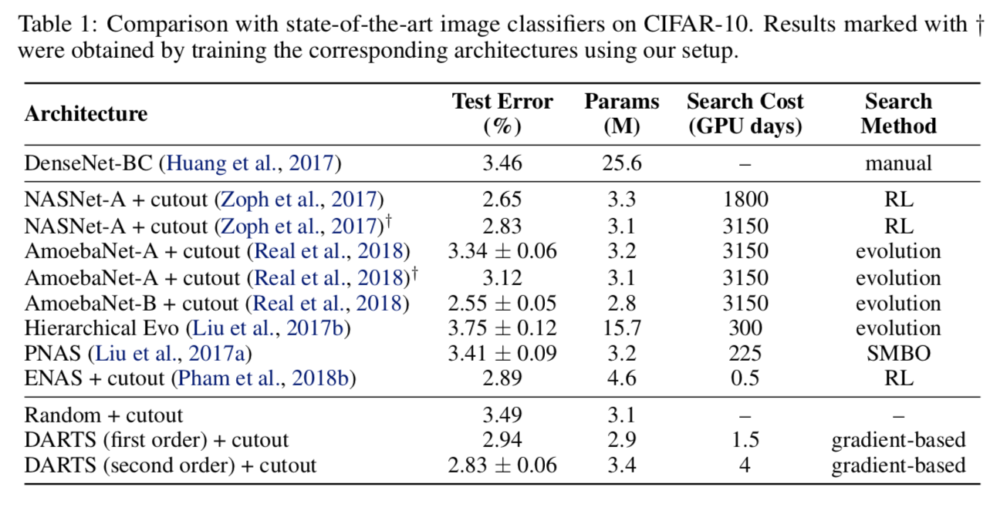 Table 1: Comparison with state-of-the-art image classifiers on CIFAR-10. Results marked with †
were obtained by training the corresponding architectures using our setup.
Architecture Test Error (%) Params (M) Search Cost (GPU days) Search Method
DenseNet-BC (Huang et al., 2017) 3.46 25.6 – manual
NASNet-A + cutout (Zoph et al., 2017) 2.65 3.3 1800 RL
NASNet-A + cutout (Zoph et al., 2017)† 2.83 3.1 3150 RL
AmoebaNet-A + cutout (Real et al., 2018) 3.34 ± 0.06 3.2 3150 evolution
AmoebaNet-A + cutout (Real et al., 2018)† 3.12 3.1 3150 evolution
AmoebaNet-B + cutout (Real et al., 2018) 2.55 ± 0.05 2.8 3150 evolution
Hierarchical Evo (Liu et al., 2017b) 3.75 ± 0.12 15.7 300 evolution
PNAS (Liu et al., 2017a) 3.41 ± 0.09 3.2 225 SMBO
ENAS + cutout (Pham et al., 2018b) 2.89 4.6 0.5 RL
Random + cutout 3.49 3.1 – –
DARTS (first order) + cutout 2.94 2.9 1.5 gradient-based
DARTS (second order) + cutout 2.83 ± 0.06 3.4 4 gradient-based